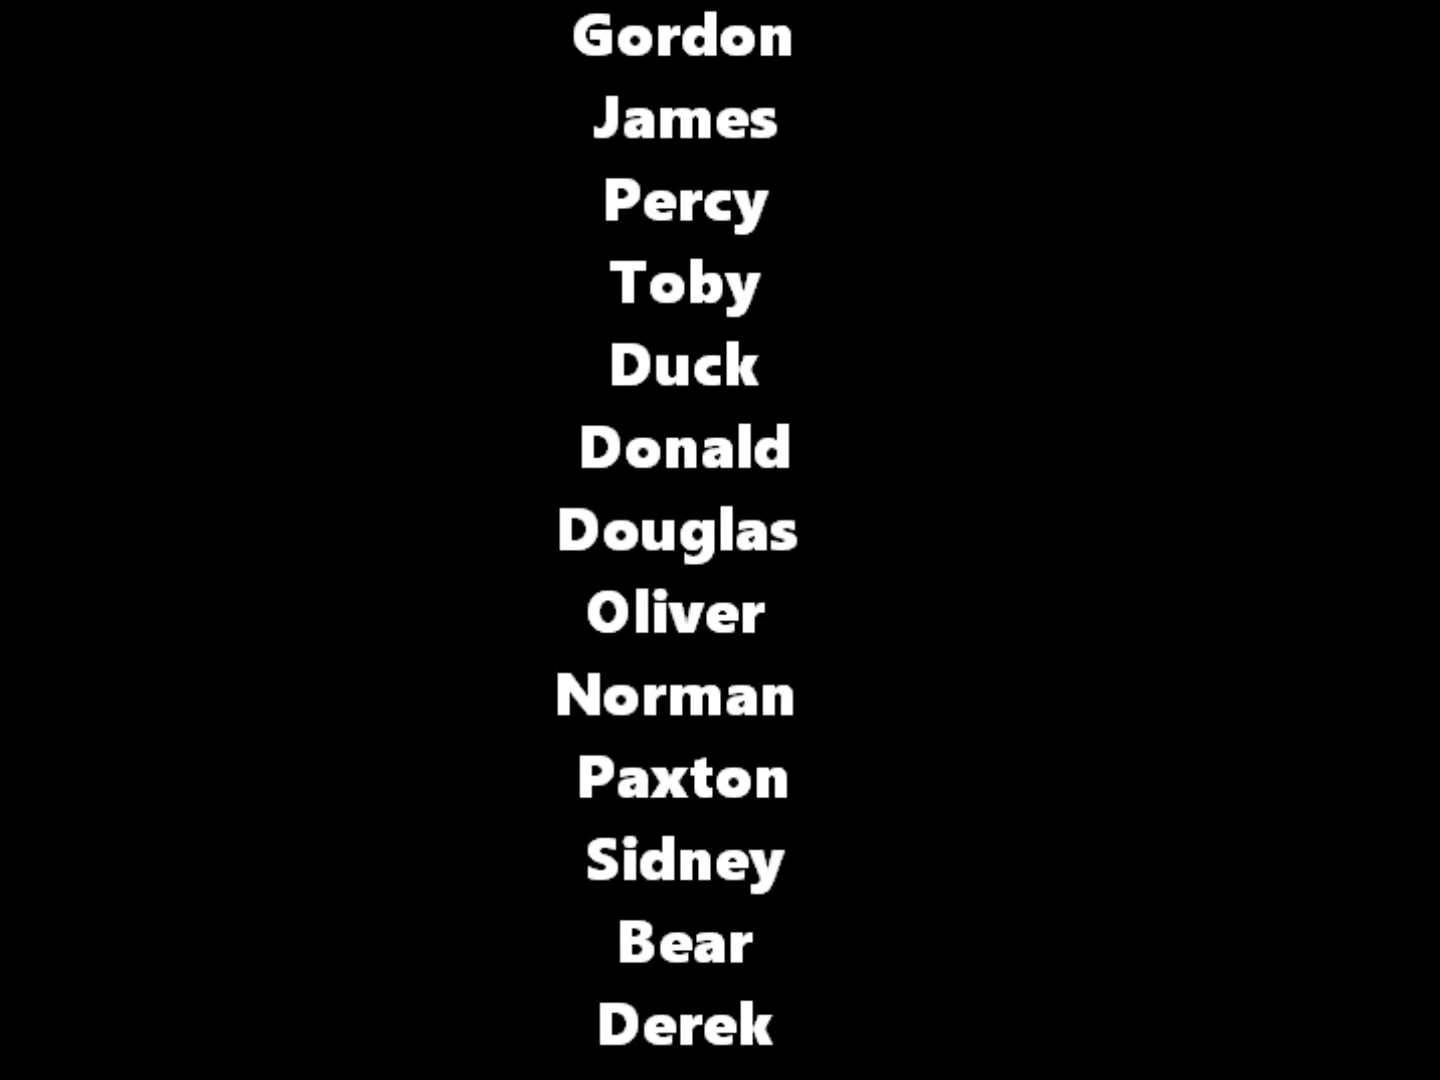 Gordon
James
Percy
Toby
Duck
Donald
Douglas
Oliver
Norman
Paxton
Sidney
Bear
Derek